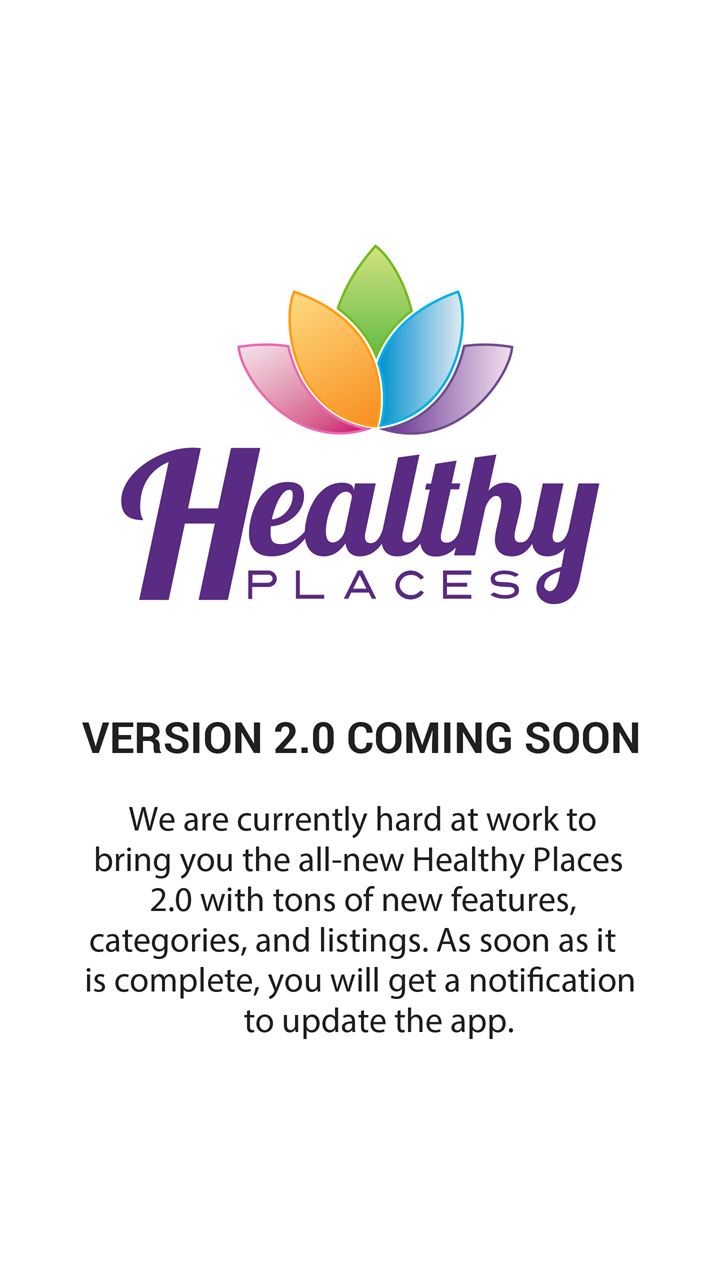 Healthy
PLACES
VERSION 2.0 COMING SOON
We are currently hard at work to
bring you the all-new Healthy Places
2.0 with tons of new features,
categories, and listings. As soon as it
is complete, you will get a notification
to update the app.